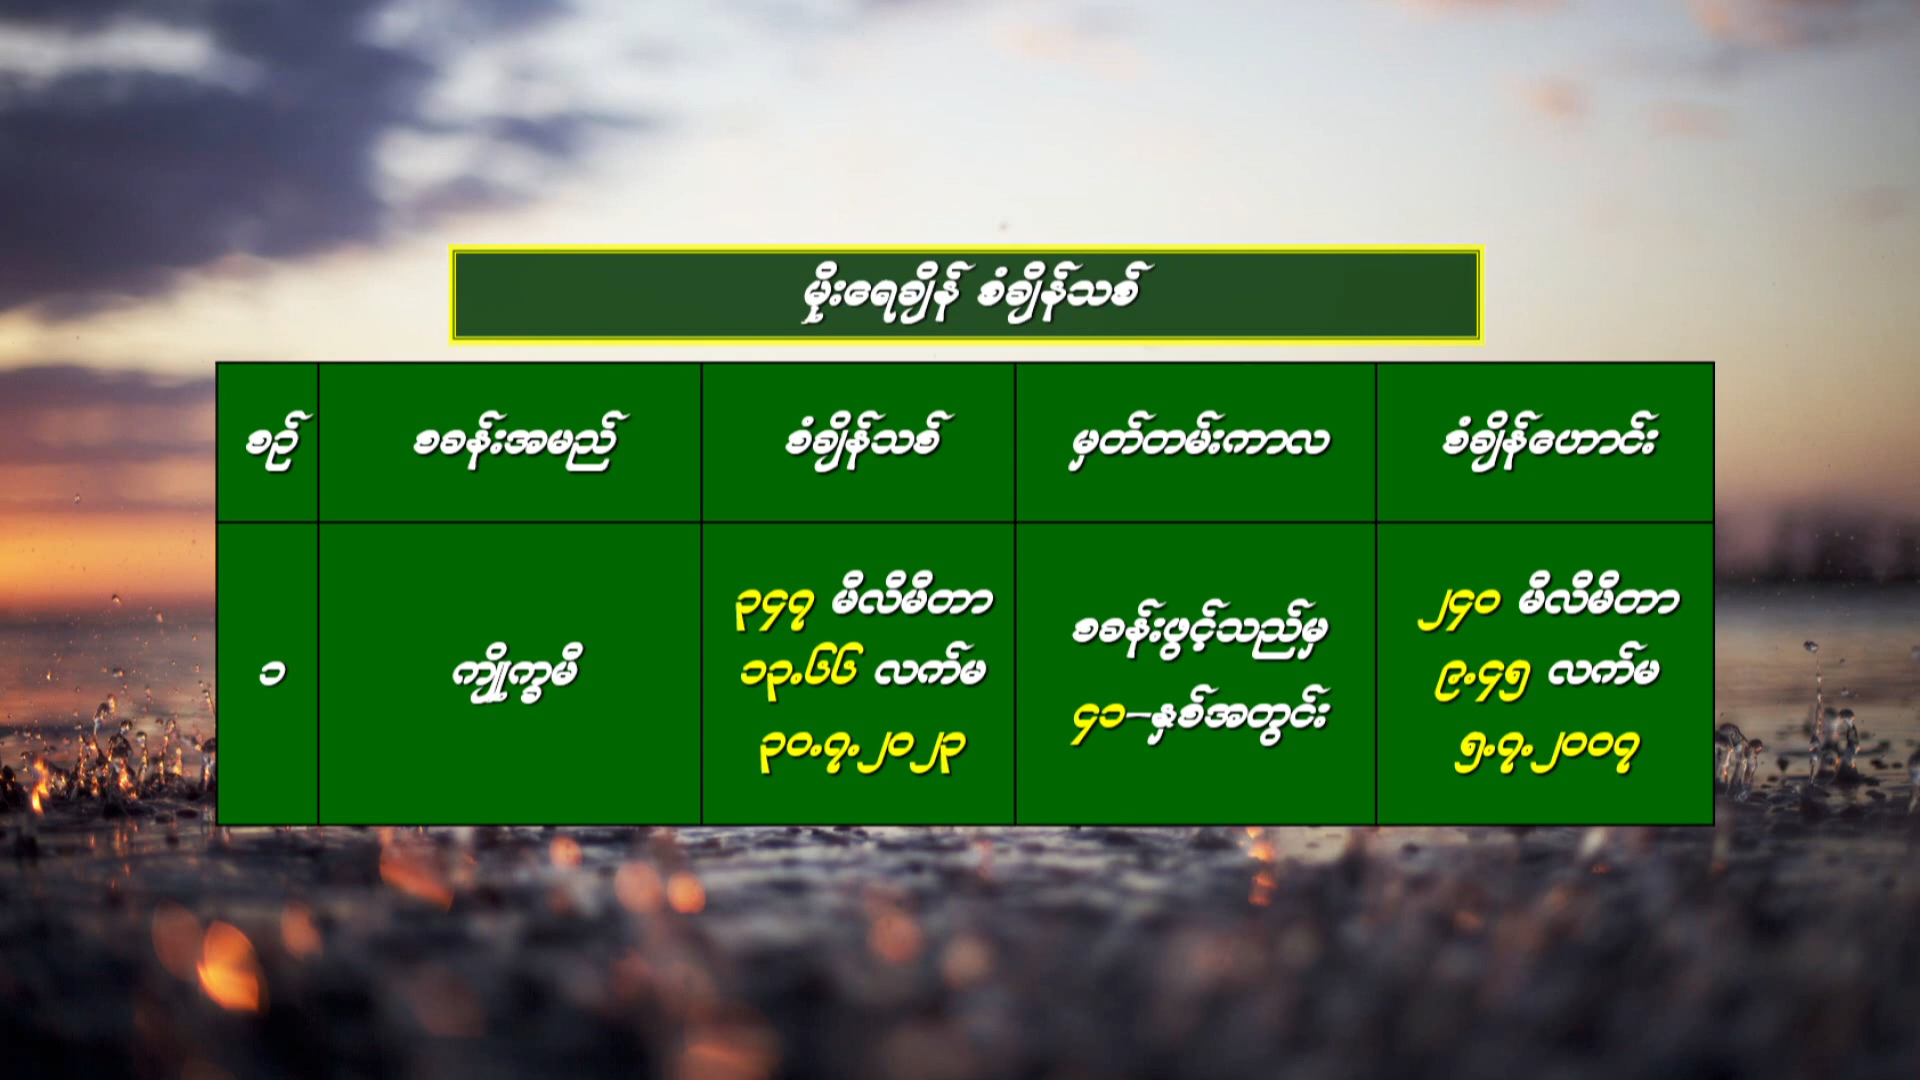 မိုးရေချိန် စံချိန်သစ်
စဉ်
စခန်းအမည်
စံချိန်သစ်
မှတ်တမ်းကာလ
စံချိန်ဟောင်း
၁
ကျိုက္ခမီ
၃၄၇ မီလီမီတာ
၁၃.၆၆ လက်မ
၃၀.၇.၂၀၂၃
စခန်းဖွင့်သည်မှ
၄၁–နှစ်အတွင်း
၂၄၀ မီလီမီတာ
၉.၄၅ လက်မ
၅.၇.၂၀၀၇